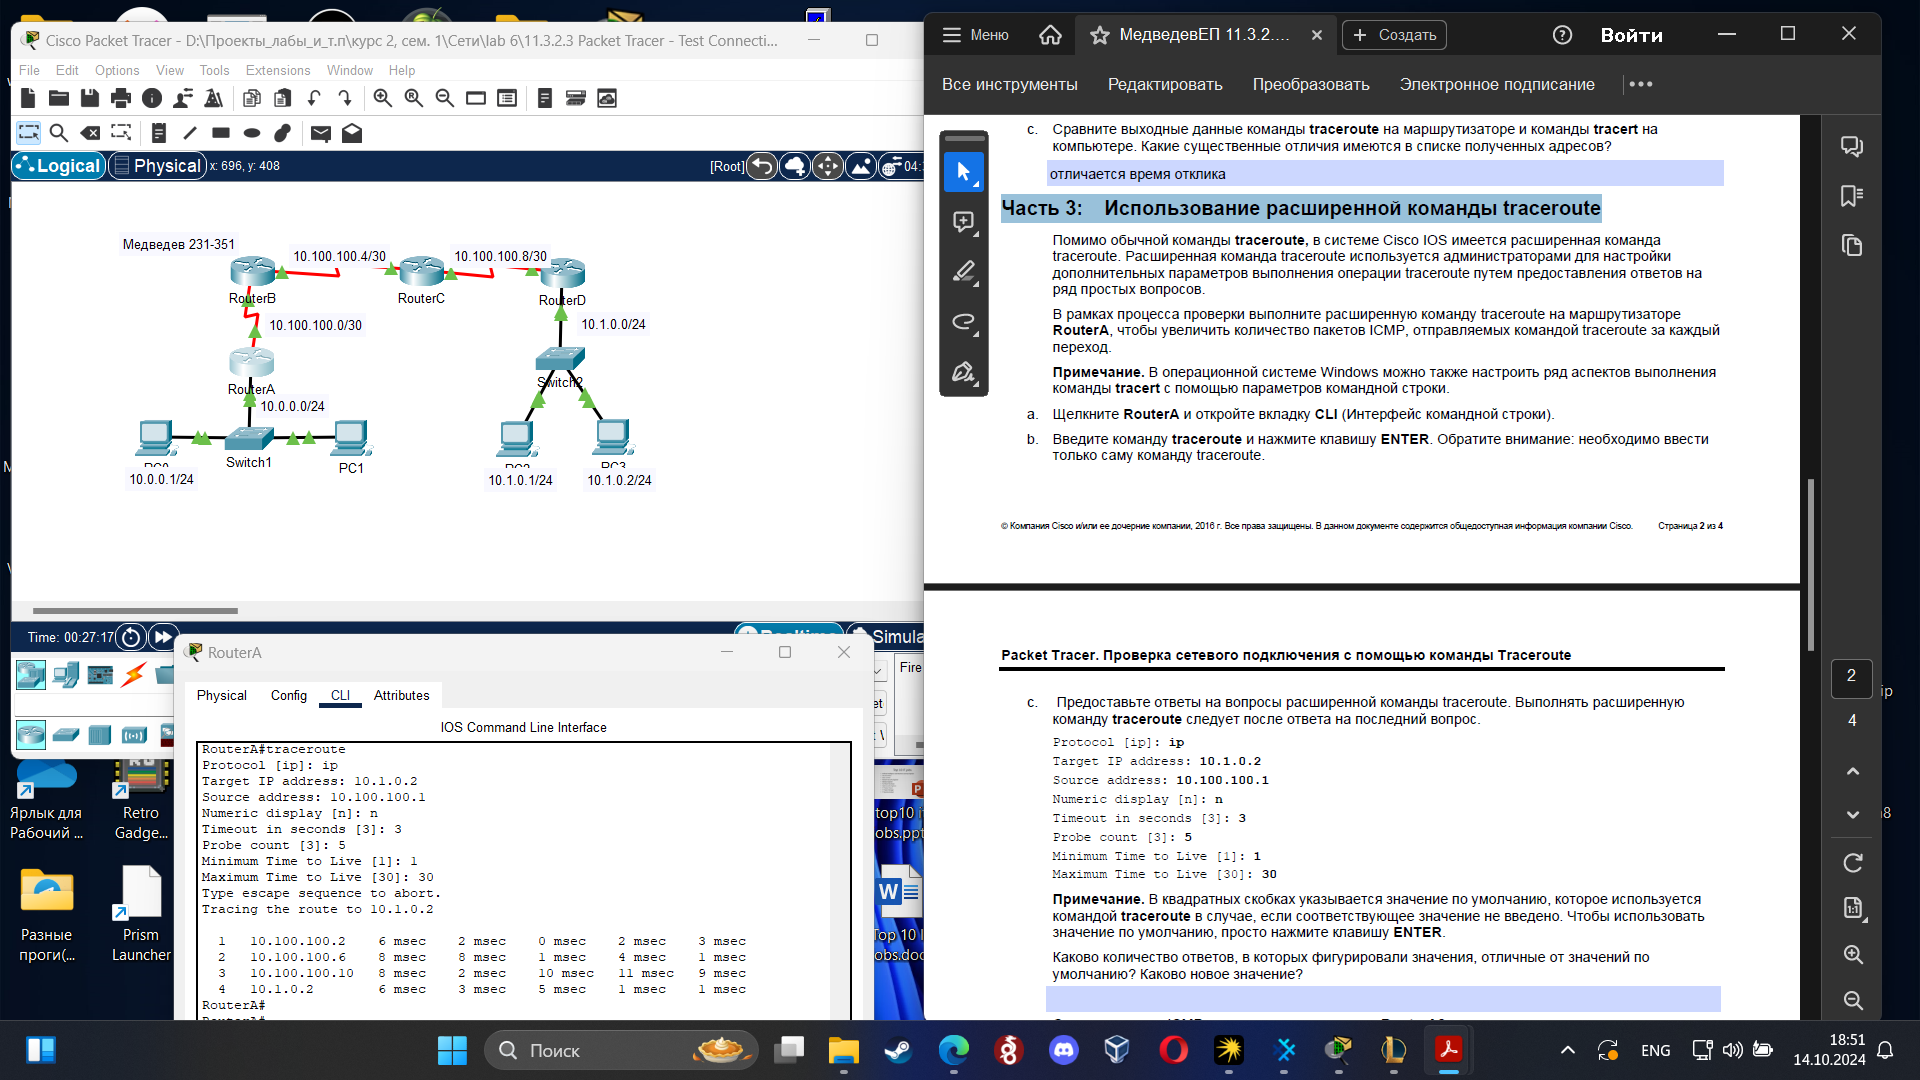 Cisco Packet Tracer - D:\Проекты_лабы_и_т.п\курс 2, сем. 1\Сети\lab 6\11.3.2.3 Packet Tracer - Test Connecti...
File Edit Options View Tools Extensions Window Help
Logical Physical x: 696, y: 408 [Root] 04:
Медведев 231-351
10.100.100.4/30
10.100.100.8/30
RouterB
RouterC
RouterD
10.100.100.0/30
10.1.0.0/24
RouterA
Switch2
10.0.0.0/24
Switch1
PC1
PC3
10.0.0.1/24
10.1.0.1/24
10.1.0.2/24
Time: 00:27:17
Realtime
Simula
Fire
RouterA
Physical Config CLI Attributes
IOS Command Line Interface
RouterA#traceroute
Protocol [ip]: ip
Target IP address: 10.1.0.2
Source address: 10.100.100.1
Numeric display [n]: n
Timeout in seconds [3]: 3
Probe count [3]: 5
Minimum Time to Live [1]: 1
Maximum Time to Live [30]: 30
Type escape sequence to abort.
Tracing the route to 10.1.0.2
1 10.100.100.2 6 msec 2 msec 0 msec 2 msec 3 msec
2 10.100.100.6 8 msec 8 msec 1 msec 4 msec 1 msec
3 10.100.100.10 8 msec 2 msec 10 msec 11 msec 9 msec
4 10.1.0.2 6 msec 3 msec 5 msec 1 msec 1 msec
RouterA#
Ярлык для
Рабочий ...
Retro
Gadge...
Разные
проги(...
Prism
Launcher
Меню
МедведевЕП 11.3.2....
Создать
Войти
Все инструменты Редактировать Преобразовать Электронное подписание
c. Сравните выходные данные команды traceroute на маршрутизаторе и команды tracert на
компьютере. Какие существенные отличия имеются в списке полученных адресов?
отличается время отклика
Часть 3: Использование расширенной команды traceroute
Помимо обычной команды traceroute, в системе Cisco IOS имеется расширенная команда
traceroute. Расширенная команда traceroute используется администраторами для настройки
дополнительных параметров выполнения операции traceroute путем предоставления ответов на
ряд простых вопросов.
В рамках процесса проверки выполните расширенную команду traceroute на маршрутизаторе
RouterA, чтобы увеличить количество пакетов ICMP, отправляемых командой traceroute за каждый
переход.
Примечание. В операционной системе Windows можно также настроить ряд аспектов выполнения
команды tracert с помощью параметров командной строки.
a. Щелкните RouterA и откройте вкладку CLI (Интерфейс командной строки).
b. Введите команду traceroute и нажмите клавишу ENTER. Обратите внимание: необходимо ввести
только саму команду traceroute.
© Компания Cisco и/или ее дочерние компании, 2016 г. Все права защищены. В данном документе содержится общедоступная информация компании Cisco. Страница 2 из 4
Packet Tracer. Проверка сетевого подключения с помощью команды Traceroute
c. Предоставьте ответы на вопросы расширенной команды traceroute. Выполнять расширенную
команду traceroute следует после ответа на последний вопрос.
Protocol [ip]: ip
Target IP address: 10.1.0.2
Source address: 10.100.100.1
Numeric display [n]: n
Timeout in seconds [3]: 3
Probe count [3]: 5
Minimum Time to Live [1]: 1
Maximum Time to Live [30]: 30
Примечание. В квадратных скобках указывается значение по умолчанию, которое используется
командой traceroute в случае, если соответствующее значение не введено. Чтобы использовать
значение по умолчанию, просто нажмите клавишу ENTER.
Каково количество ответов, в которых фигурировали значения, отличные от значений по
умолчанию? Каково новое значение?
2
4
Поиск
ENG
18:51
14.10.2024